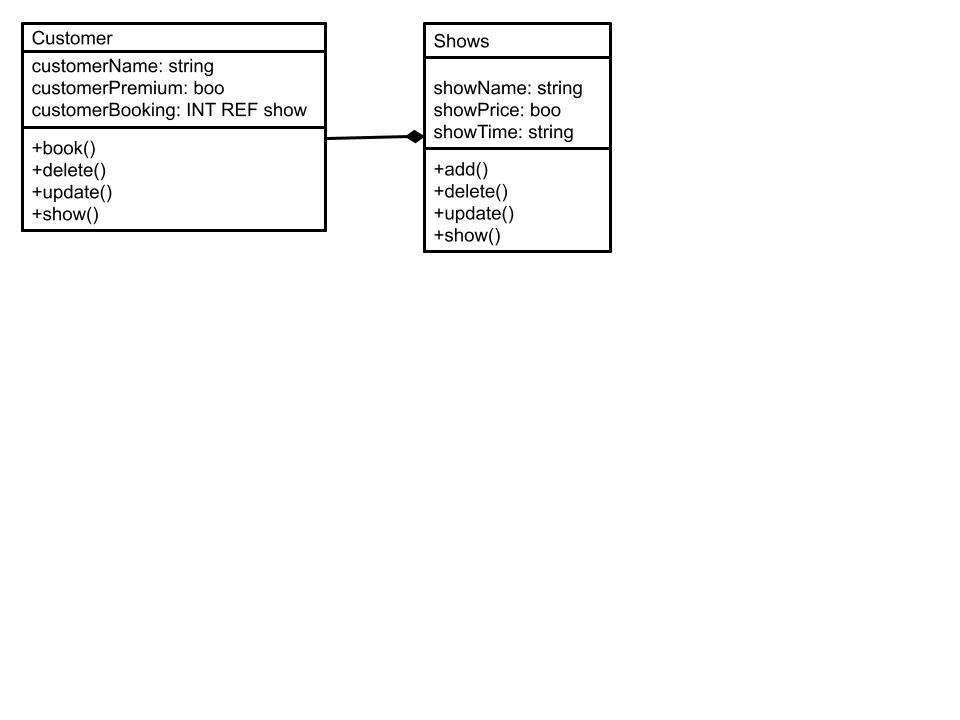 Customer
customerName: string
customerPremium: boo
customerBooking: INT REF show
+book()
+delete()
+update()
+show()
Shows
showName: string
showPrice: boo
showTime: string
+add()
+delete()
+update()
+show()